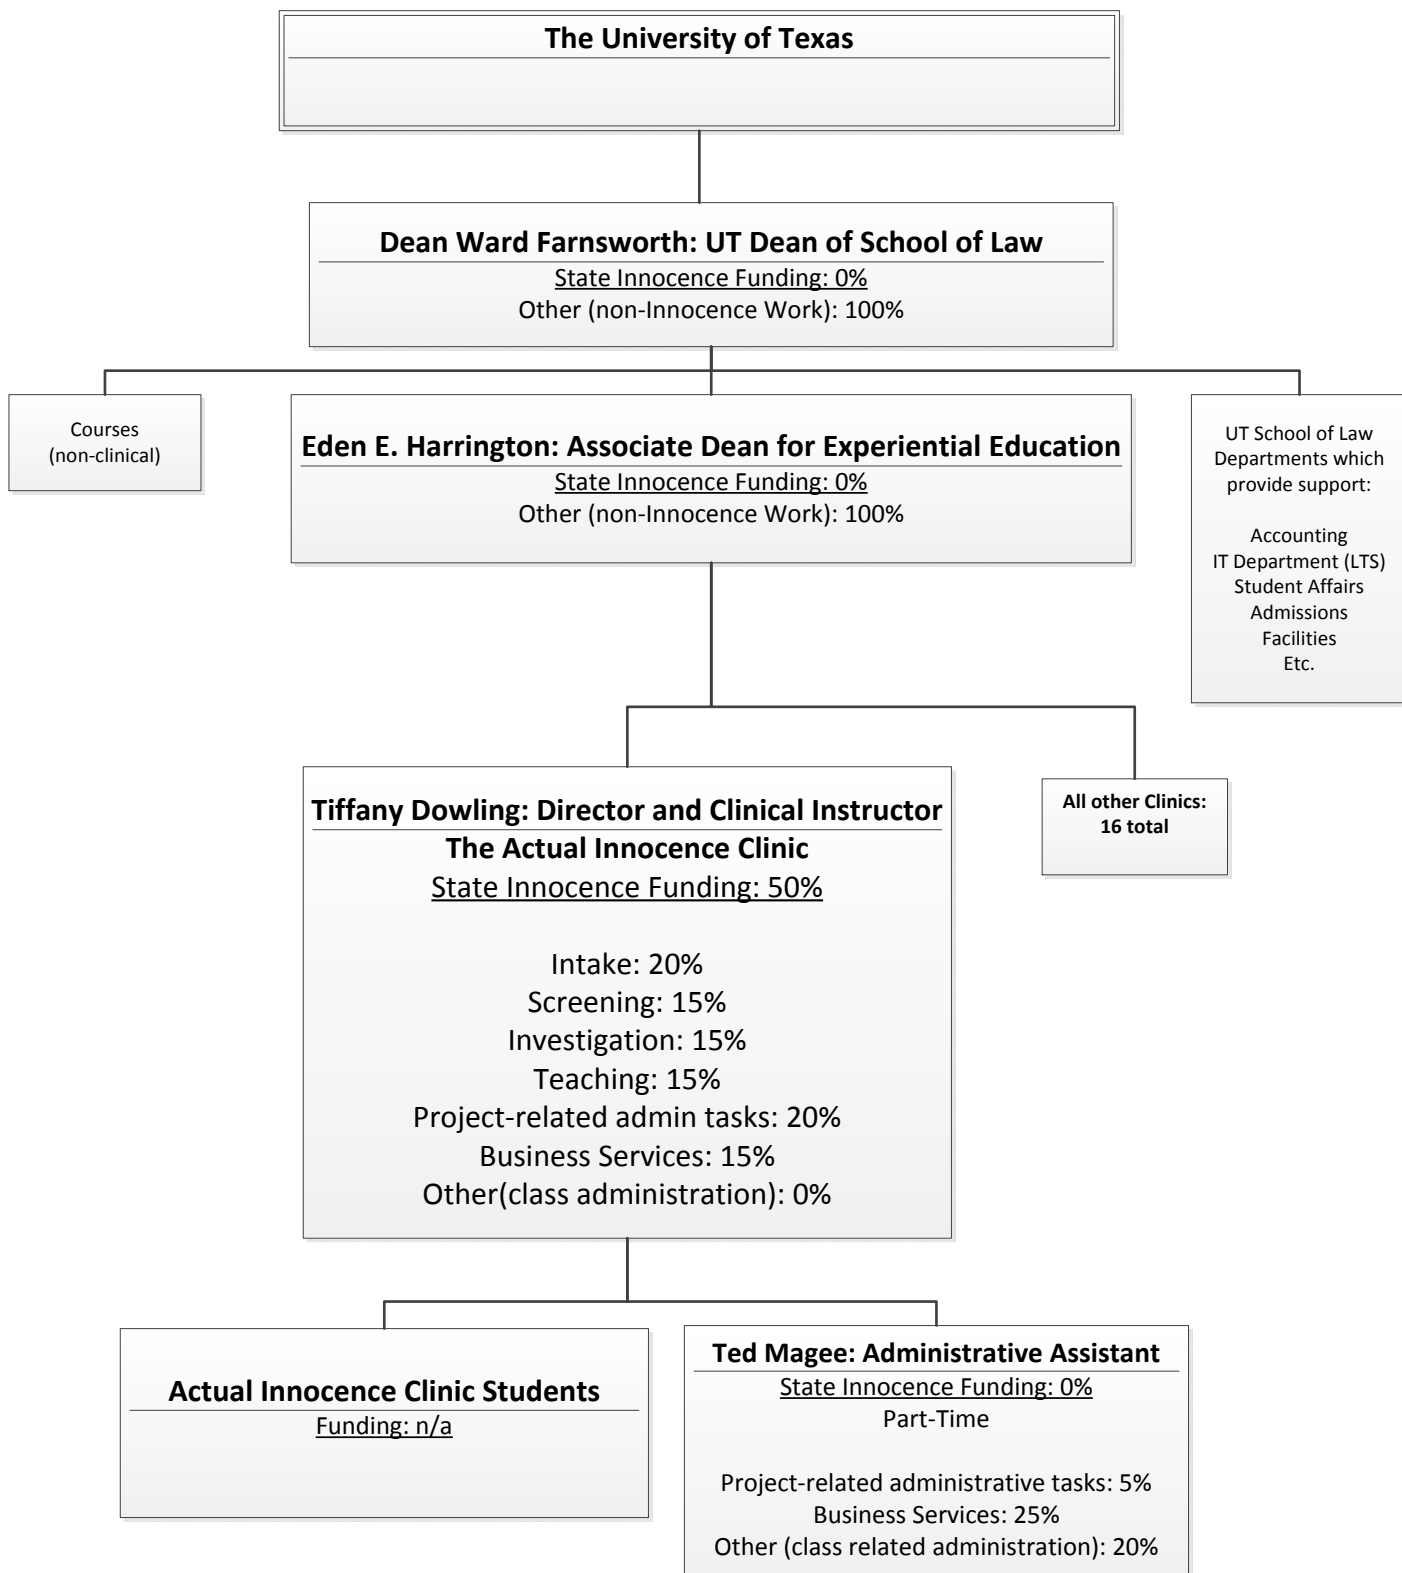 The University of Texas
Dean Ward Farnsworth: UT Dean of School of Law
State Innocence Funding: 0%
Other (non-Innocence Work): 100%
Courses
(non-clinical)
Eden E. Harrington: Associate Dean for Experiential Education
State Innocence Funding: 0%
Other (non-Innocence Work): 100%
UT School of Law
Departments which
provide support:
Accounting
IT Department (LTS)
Student Affairs
Admissions
Facilities
Etc.
Tiffany Dowling: Director and Clinical Instructor
The Actual Innocence Clinic
State Innocence Funding: 50%
Intake: 20%
Screening: 15%
Investigation: 15%
Teaching: 15%
Project-related admin tasks: 20%
Business Services: 15%
Other(class administration): 0%
All other Clinics:
16 total
Actual Innocence Clinic Students
Funding: n/a
Ted Magee: Administrative Assistant
State Innocence Funding: 0%
Part-Time
Project-related administrative tasks: 5%
Business Services: 25%
Other (class related administration): 20%